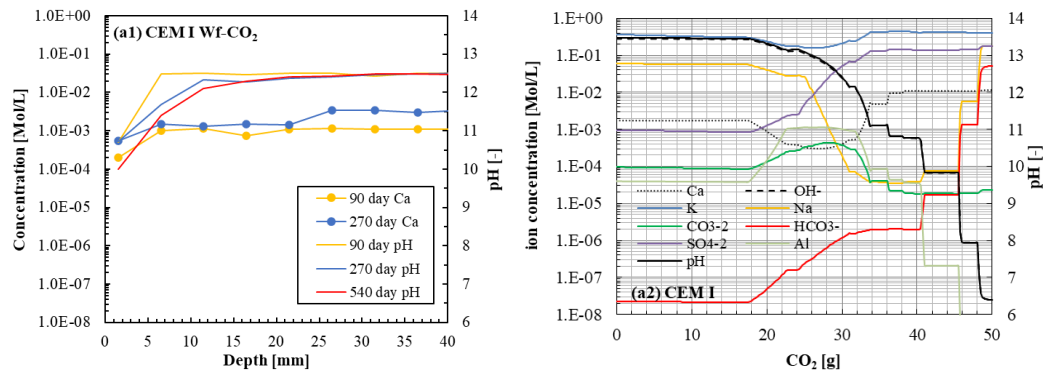 (a1) CEM I Wf-CO2
Concentration [Mol/L]
1.0E+00
1.0E-01
1.0E-02
1.0E-03
1.0E-04
1.0E-05
1.0E-06
1.0E-07
1.0E-08
13
12
11
10
9
8
7
6
pH [-]
90 day Ca
270 day Ca
90 day pH
270 day pH
540 day pH
0 5 10 15 20 25 30 35 40
Depth [mm]
ion concentration [Mol/L]
1.E+00
1.E-01
1.E-02
1.E-03
1.E-04
1.E-05
1.E-06
1.E-07
1.E-08
14
13
12
11
10
9
8
7
6
pH [-]
Ca OH-
K Na
CO3-2 HCO3-
SO4-2 Al
pH
(a2) CEM I
0 10 20 30 40 50
CO2 [g]